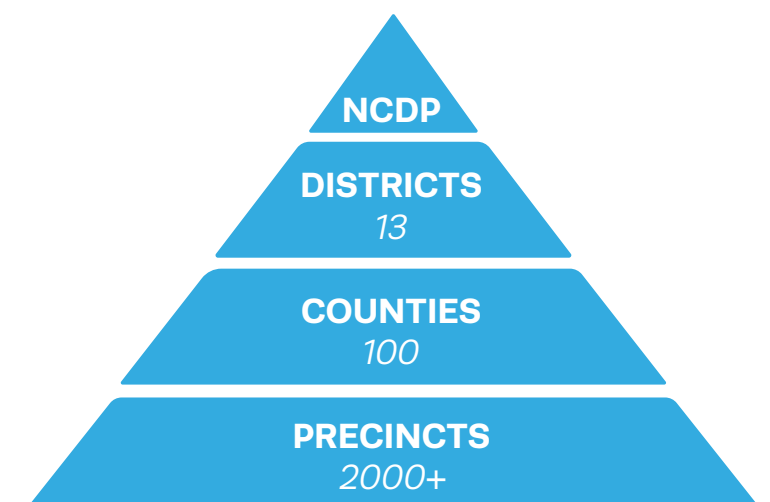 NCDP
DISTRICTS
13
COUNTIES
100
PRECINCTS
2000+